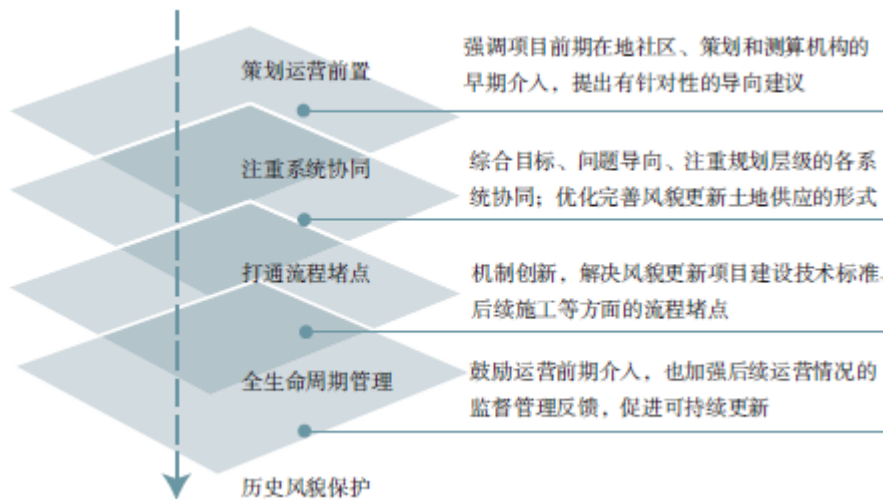 策划运营前置
强调项目前期在地社区、策划和测算机构的
早期介入，提出有针对性的导向建议
注重系统协同
综合目标、问题导向、注重规划层级的各系
统协同；优化完善风貌更新土地供应的形式
打通流程堵点
机制创新，解决风貌更新项目建设技术标准、
后续施工等方面的流程堵点
全生命周期管理
鼓励运营前期介入，也加强后续运营情况的
监督管理反馈，促进可持续更新
历史风貌保护